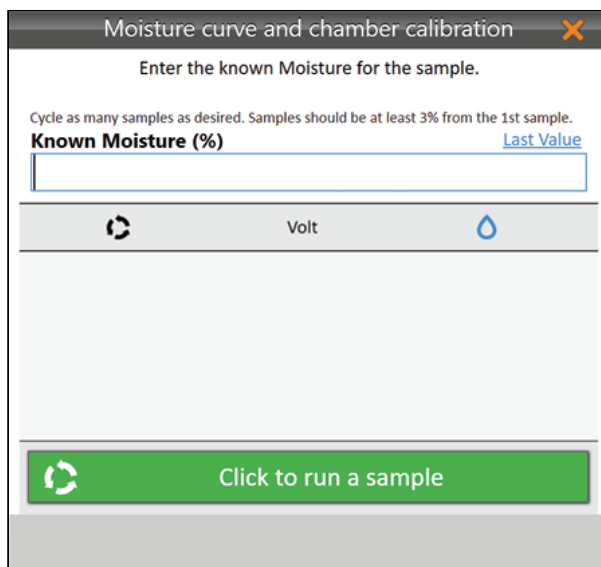 Moisture curve and chamber calibration
Enter the known Moisture for the sample.
Cycle as many samples as desired. Samples should be at least 3% from the 1st sample.
Known Moisture (%) Last Value
Volt
Click to run a sample